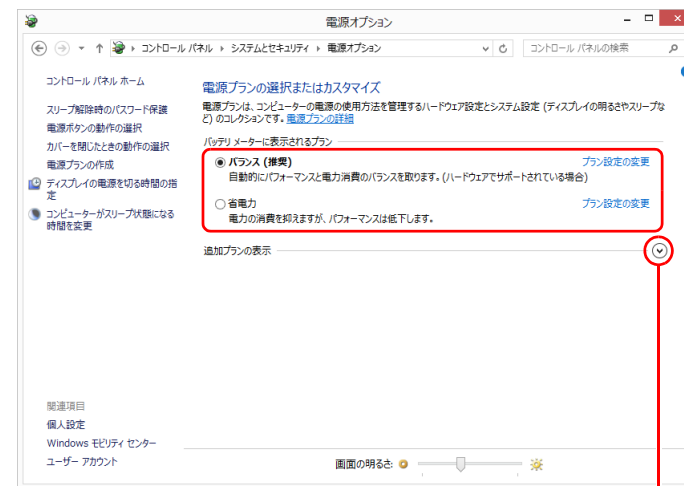 電源オプション
コントロール パネル ▸ システムとセキュリティ ▸ 電源オプション
コントロール パネルの検索
コントロール パネル ホーム
スリープ解除時のパスワード保護
電源ボタンの動作の選択
カバーを閉じたときの動作の選択
電源プランの作成
ディスプレイの電源を切る時間の指
定
コンピューターがスリープ状態になる
時間を変更
電源プランの選択またはカスタマイズ
電源プランは、コンピューターの電源の使用方法を管理するハードウェア設定とシステム設定 (ディスプレイの明るさやスリープな
ど) のコレクションです。電源プランの詳細
バッテリ メーターに表示されるプラン
バランス (推奨) プラン設定の変更
自動的にパフォーマンスと電力消費のバランスを取ります。(ハードウェアでサポートされている場合)
省電力 プラン設定の変更
電力の消費を抑えますが、パフォーマンスは低下します。
追加プランの表示
関連項目
個人設定
Windows モビリティ センター
ユーザー アカウント
画面の明るさ: